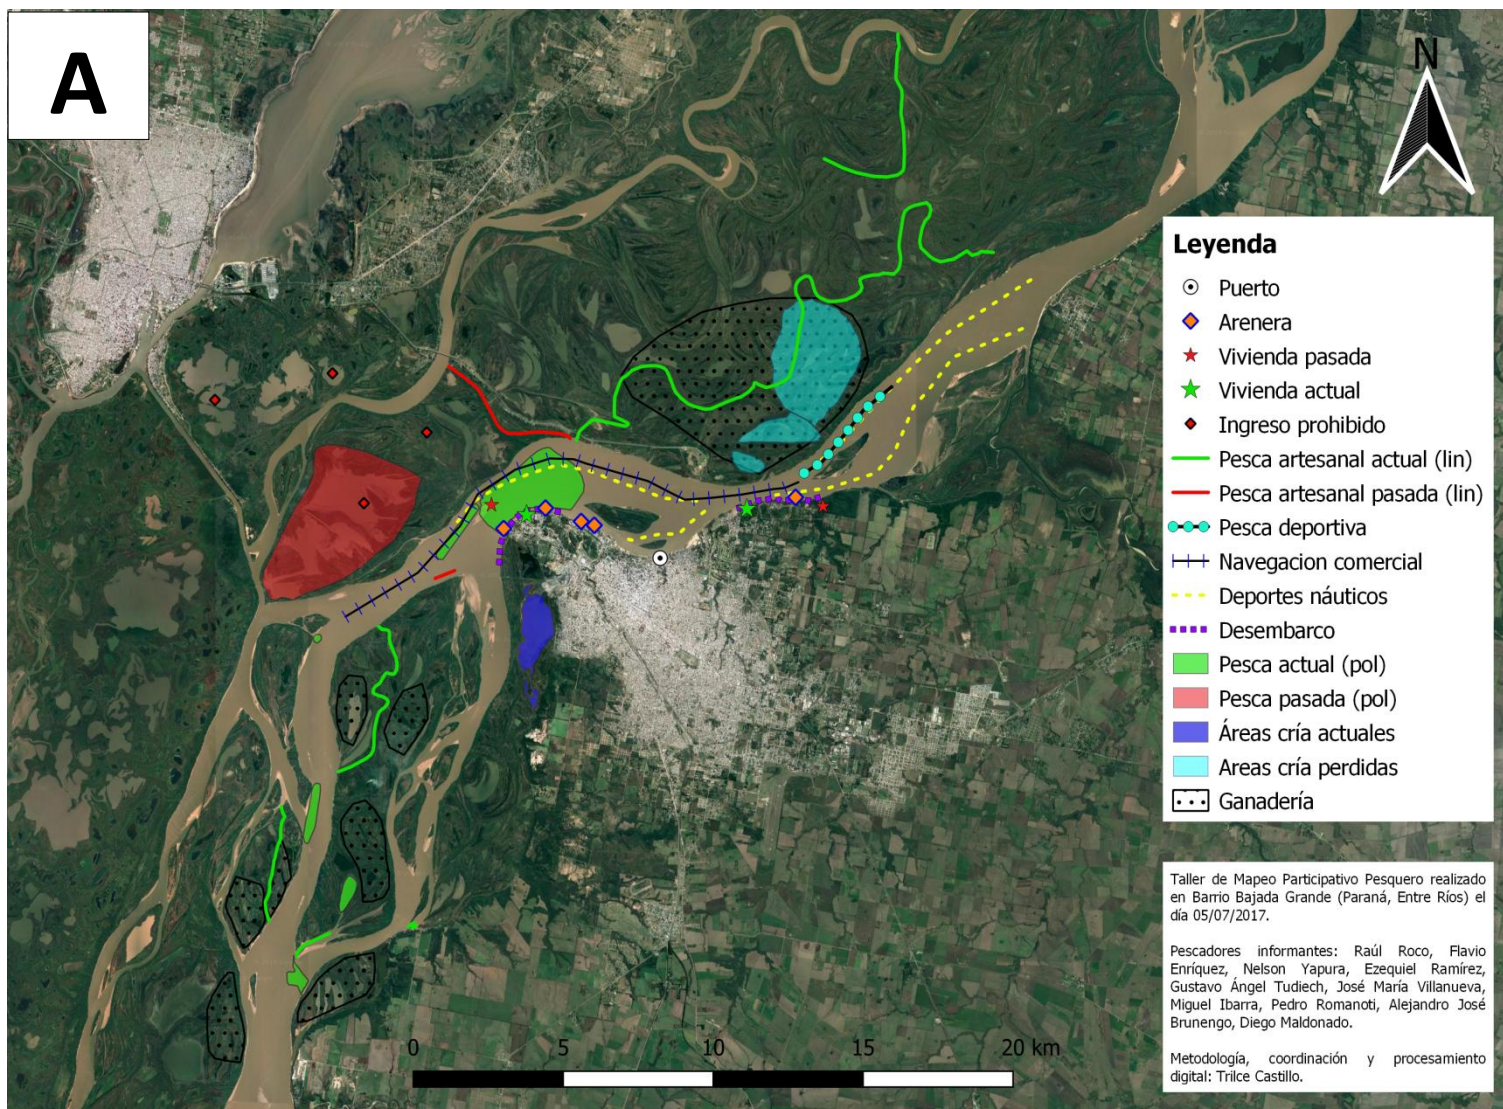 A
N
Leyenda
Puerto
Arenera
Vivienda pasada
Vivienda actual
Ingreso prohibido
Pesca artesanal actual (lin)
Pesca artesanal pasada (lin)
Pesca deportiva
Navegacion comercial
Deportes náuticos
Desembarco
Pesca actual (pol)
Pesca pasada (pol)
Áreas cría actuales
Areas cría perdidas
Ganadería
Taller de Mapeo Participativo Pesquero realizado
en Barrio Bajada Grande (Paraná, Entre Ríos) el
día 05/07/2017.
Pescadores informantes: Raúl Roco, Flavio
Enríquez, Nelson Yapura, Ezequiel Ramírez,
Gustavo Ángel Tudiech, José María Villanueva,
Miguel Ibarra, Pedro Romanoti, Alejandro José
Brunengo, Diego Maldonado.
Metodología, coordinación y procesamiento
digital: Trilce Castillo.
0 5 10 15 20 km